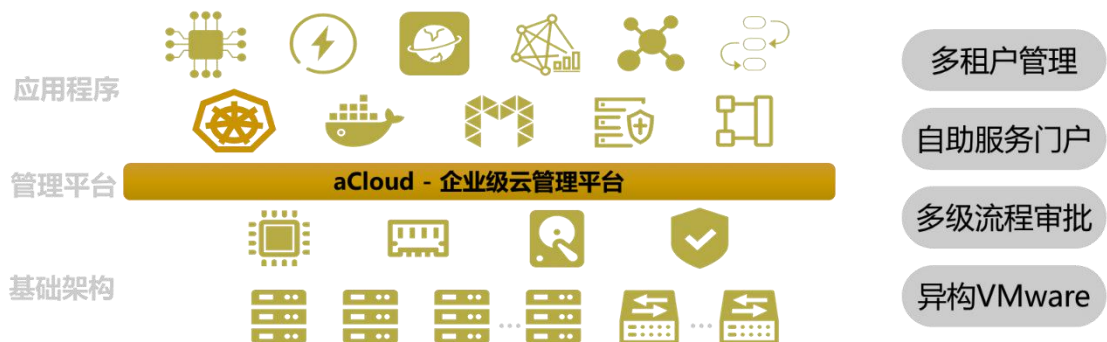 应用程序
管理平台
aCloud - 企业级云管理平台
基础架构
多租户管理
自助服务门户
多级流程审批
异构VMware